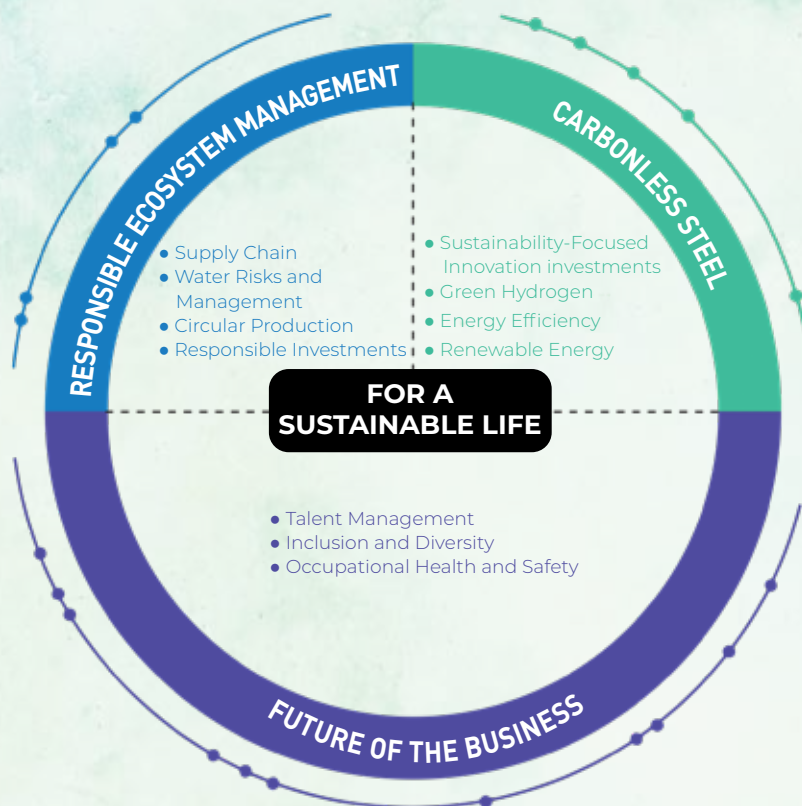 RESPONSIBLE ECOSYSTEM MANAGEMENT
● Supply Chain
● Water Risks and
Management
● Circular Production
● Responsible Investments
CARBONLESS STEEL
● Sustainability-Focused
Innovation investments
● Green Hydrogen
● Energy Efficiency
● Renewable Energy
FOR A
SUSTAINABLE LIFE
● Talent Management
● Inclusion and Diversity
● Occupational Health and Safety
FUTURE OF THE BUSINESS